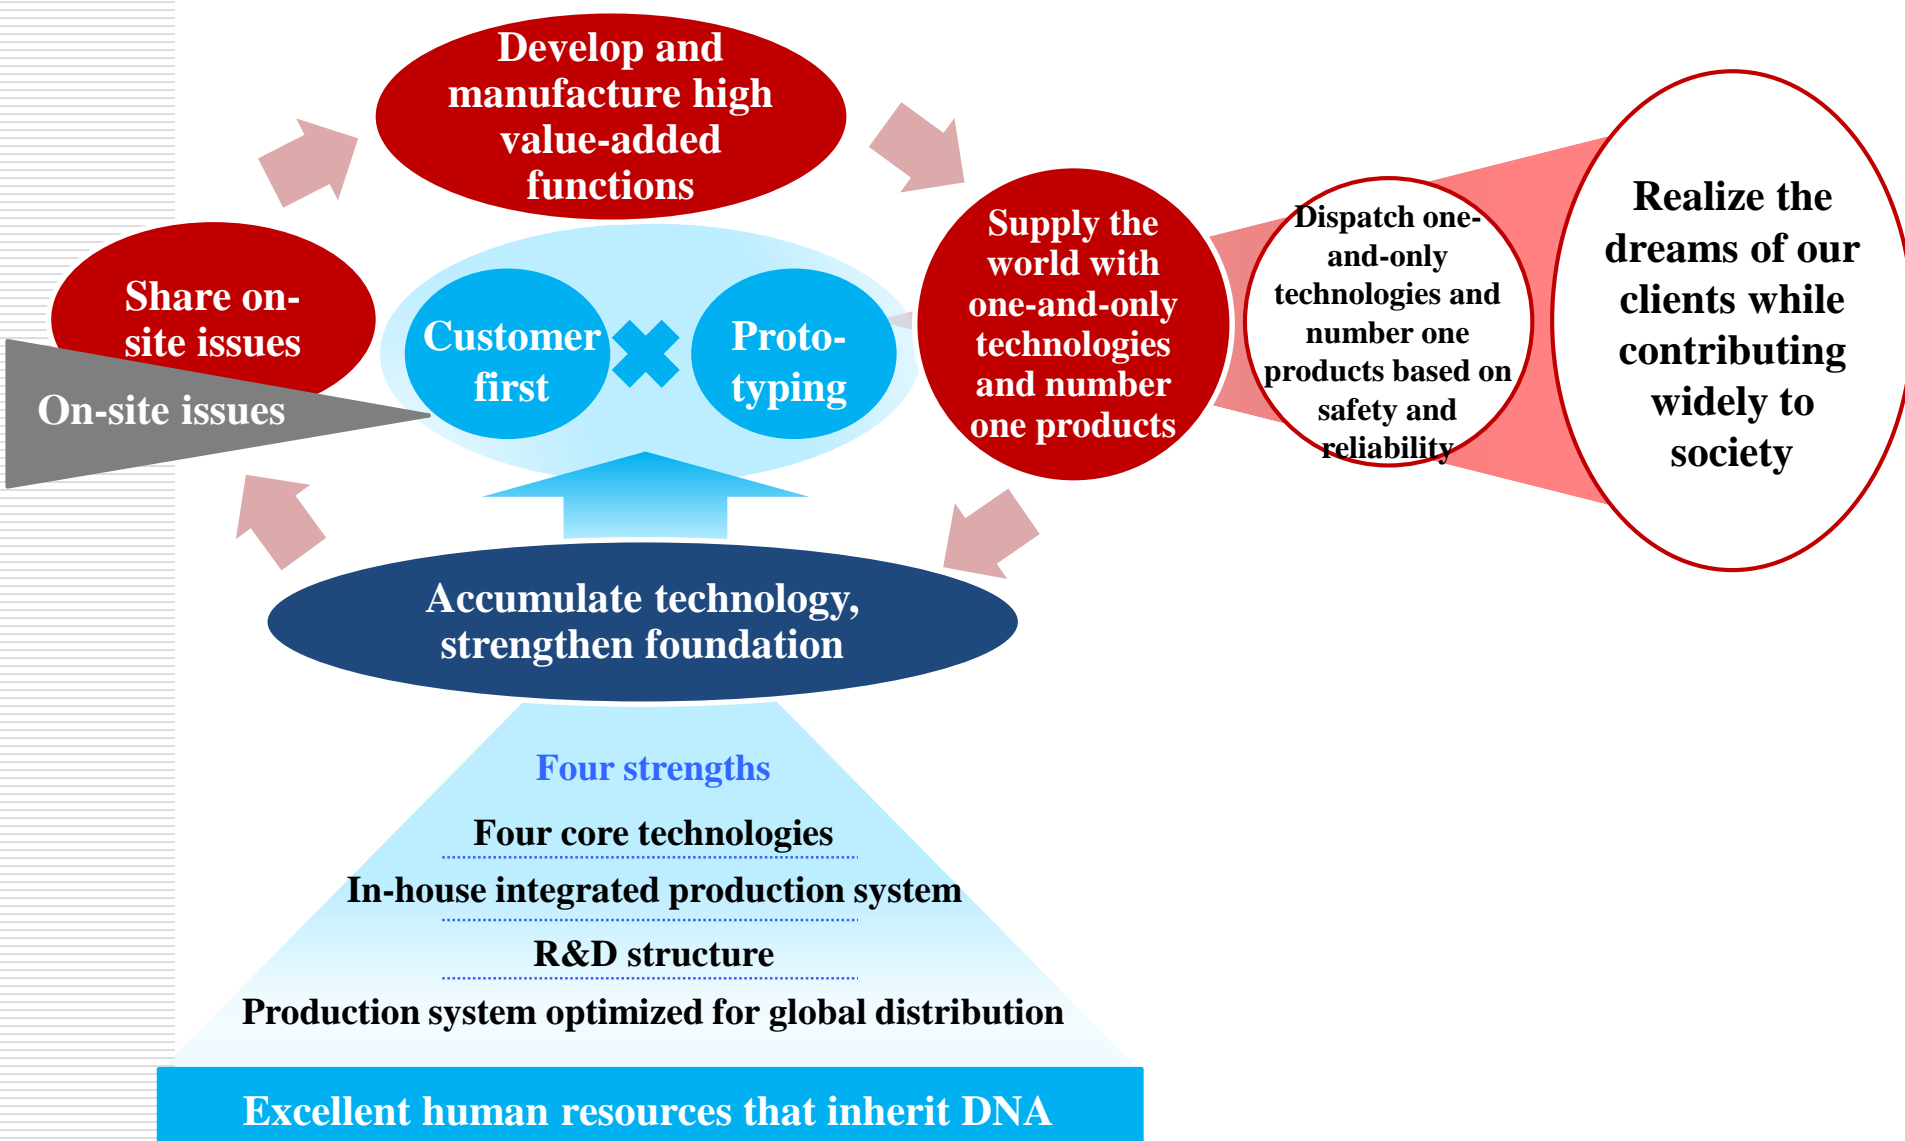 Develop and
manufacture high
value-added
functions
Share on-
site issues
On-site issues
Customer
first
Proto-
typing
Supply the
world with
one-and-only
technologies
and number
one products
Dispatch one-
and-only
technologies and
number one
products based on
safety and
reliability
Realize the
dreams of our
clients while
contributing
widely to
society
Accumulate technology,
strengthen foundation
Four strengths
Four core technologies
In-house integrated production system
R&D structure
Production system optimized for global distribution
Excellent human resources that inherit DNA